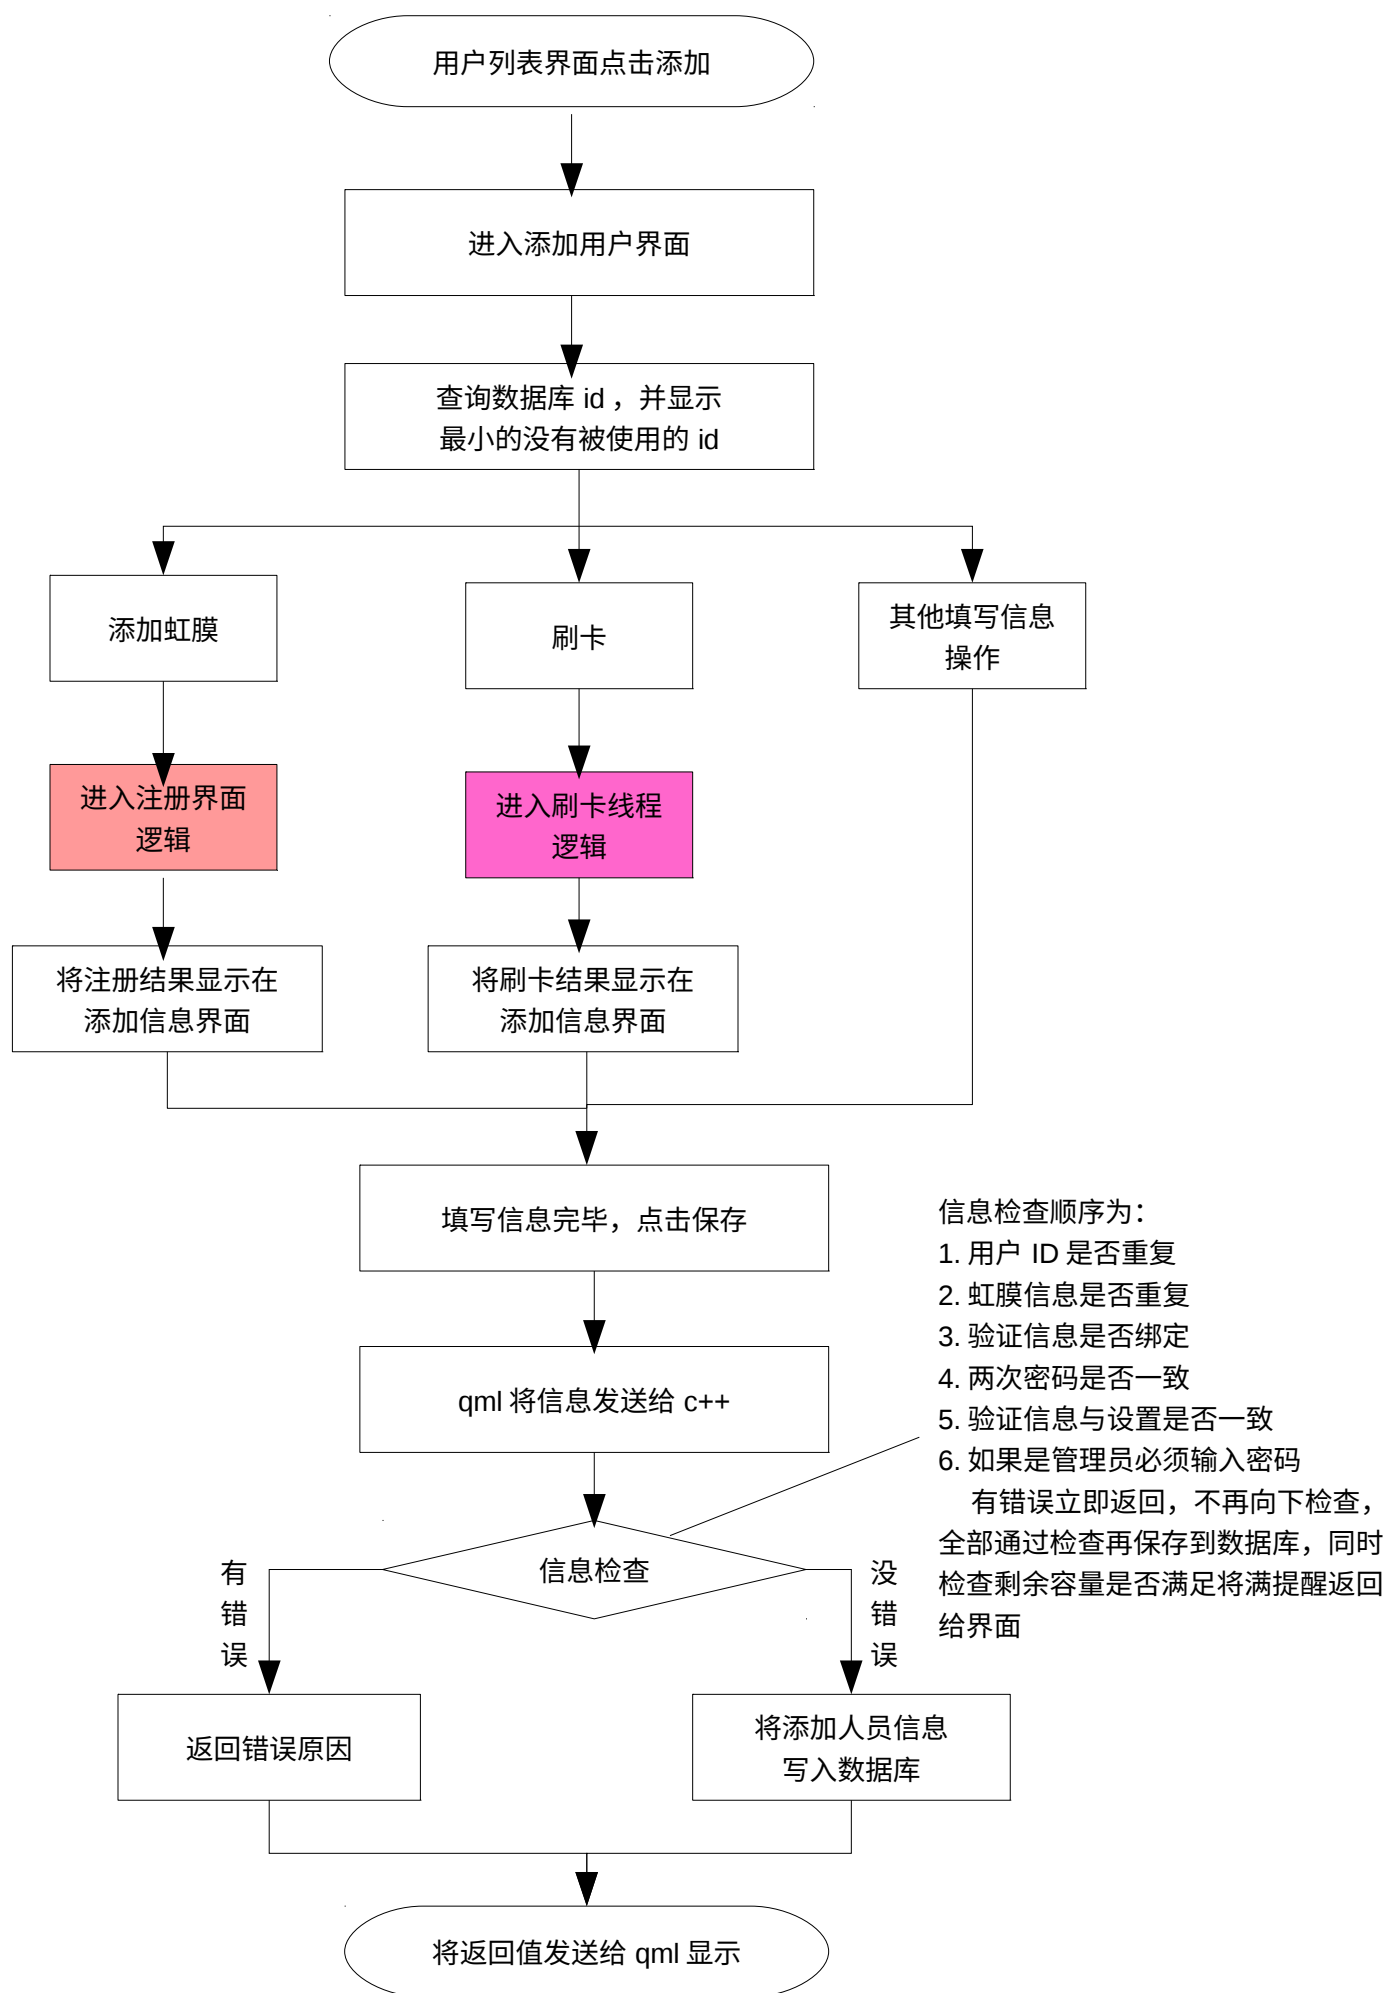 用户列表界面点击添加
进入添加用户界面
查询数据库 id ，并显示
最小的没有被使用的 id
添加虹膜
刷卡
其他填写信息
操作
进入注册界面
逻辑
进入刷卡线程
逻辑
将注册结果显示在
添加信息界面
将刷卡结果显示在
添加信息界面
填写信息完毕，点击保存
qml 将信息发送给 c++
信息检查顺序为：
1. 用户 ID 是否重复
2. 虹膜信息是否重复
3. 验证信息是否绑定
4. 两次密码是否一致
5. 验证信息与设置是否一致
6. 如果是管理员必须输入密码
有错误立即返回，不再向下检查，
全部通过检查再保存到数据库，同时
检查剩余容量是否满足将满提醒返回
给界面
信息检查
有
错
误
没
错
误
返回错误原因
将添加人员信息
写入数据库
将返回值发送给 qml 显示